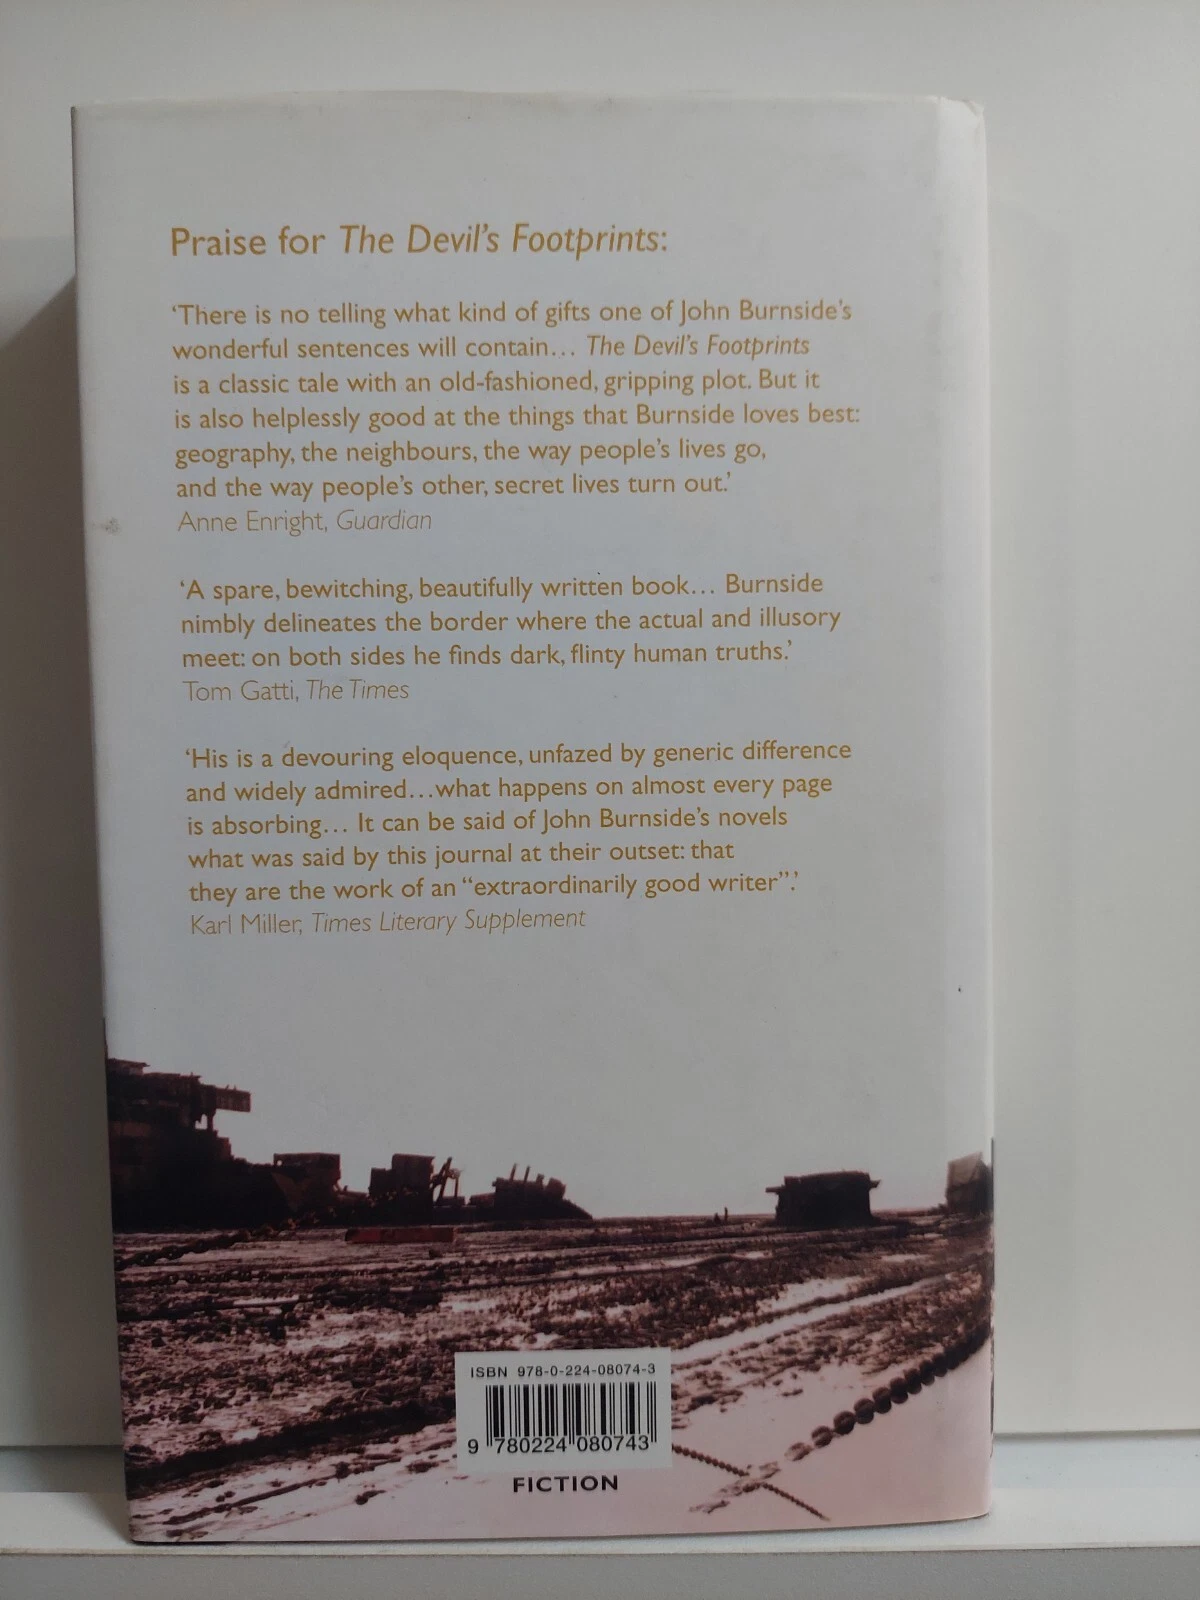 Praise for The Devil's Footprints:
‘There is no telling what kind of gifts one of John Burnside's
wonderful sentences will contain... The Devil's Footprints
is a classic tale with an old-fashioned, gripping plot. But it
is also helplessly good at the things that Burnside loves best:
geography, the neighbours, the way people's lives go,
and the way people's other, secret lives turn out.’
Anne Enright, Guardian
‘A spare, bewitching, beautifully written book... Burnside
nimbly delineates the border where the actual and illusory
meet: on both sides he finds dark, flinty human truths.’
Tom Gatti, The Times
‘His is a devouring eloquence, unfazed by generic difference
and widely admired...what happens on almost every page
is absorbing... It can be said of John Burnside's novels
what was said by this journal at their outset: that
they are the work of an “extraordinarily good writer”.’
Karl Miller, Times Literary Supplement
ISBN 978-0-224-08074-3
9 780224 080743
FICTION